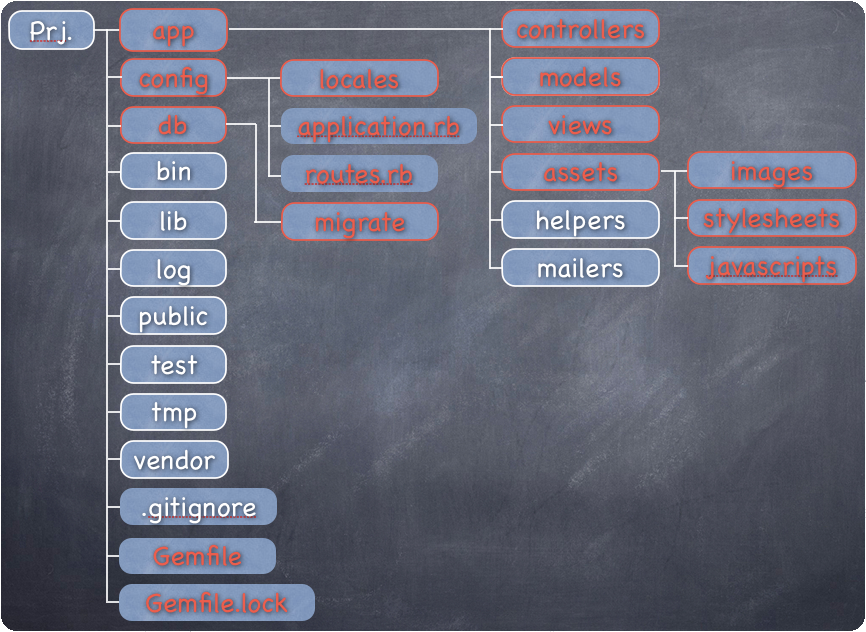 Prj.
app
controllers
config
locales
models
db
application.rb
views
bin
routes.rb
assets
images
lib
migrate
helpers
stylesheets
log
mailers
javascripts
public
test
tmp
vendor
.gitignore
Gemfile
Gemfile.lock